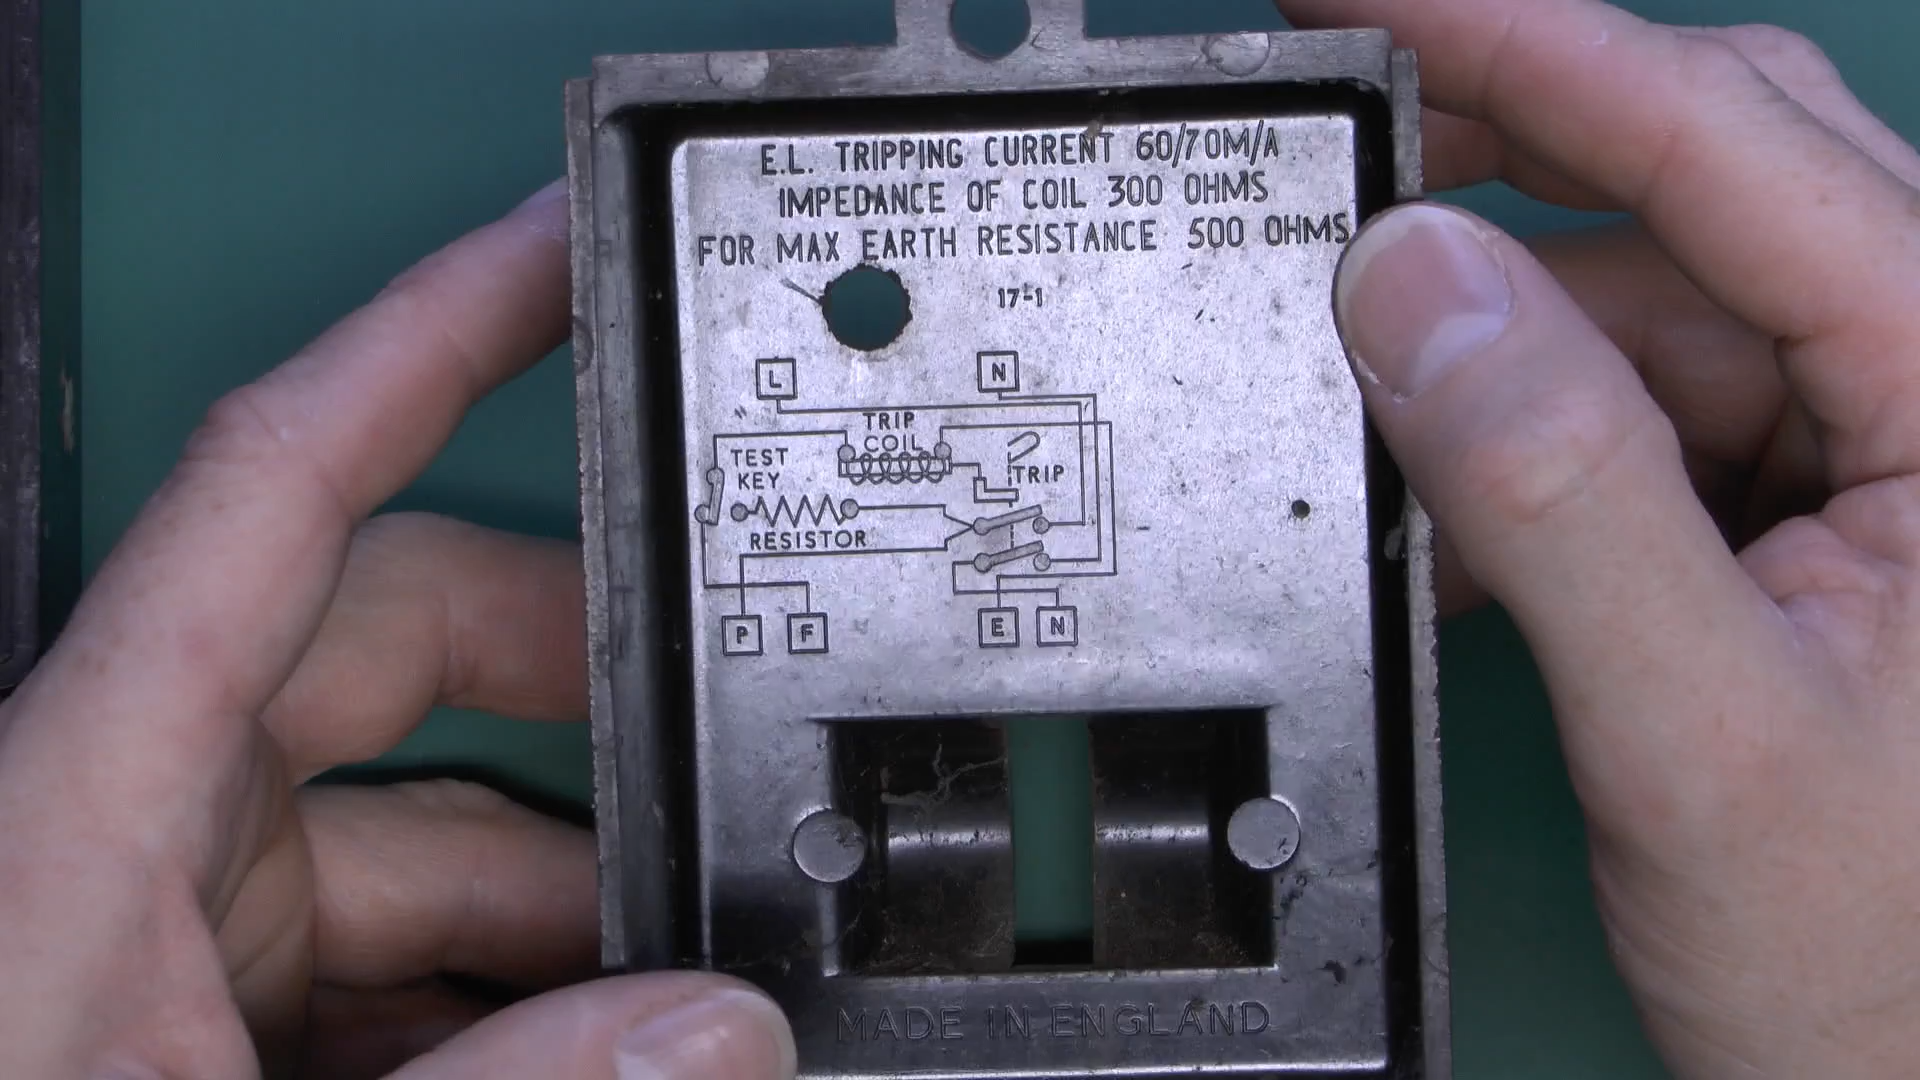 E.L. TRIPPING CURRENT 60/70M/A
IMPEDANCE OF COIL 300 OHMS
FOR MAX EARTH RESISTANCE 500 OHMS
17-1
L N
TRIP
COIL
TEST
KEY
TRIP
RESISTOR
P F E N
MADE IN ENGLAND